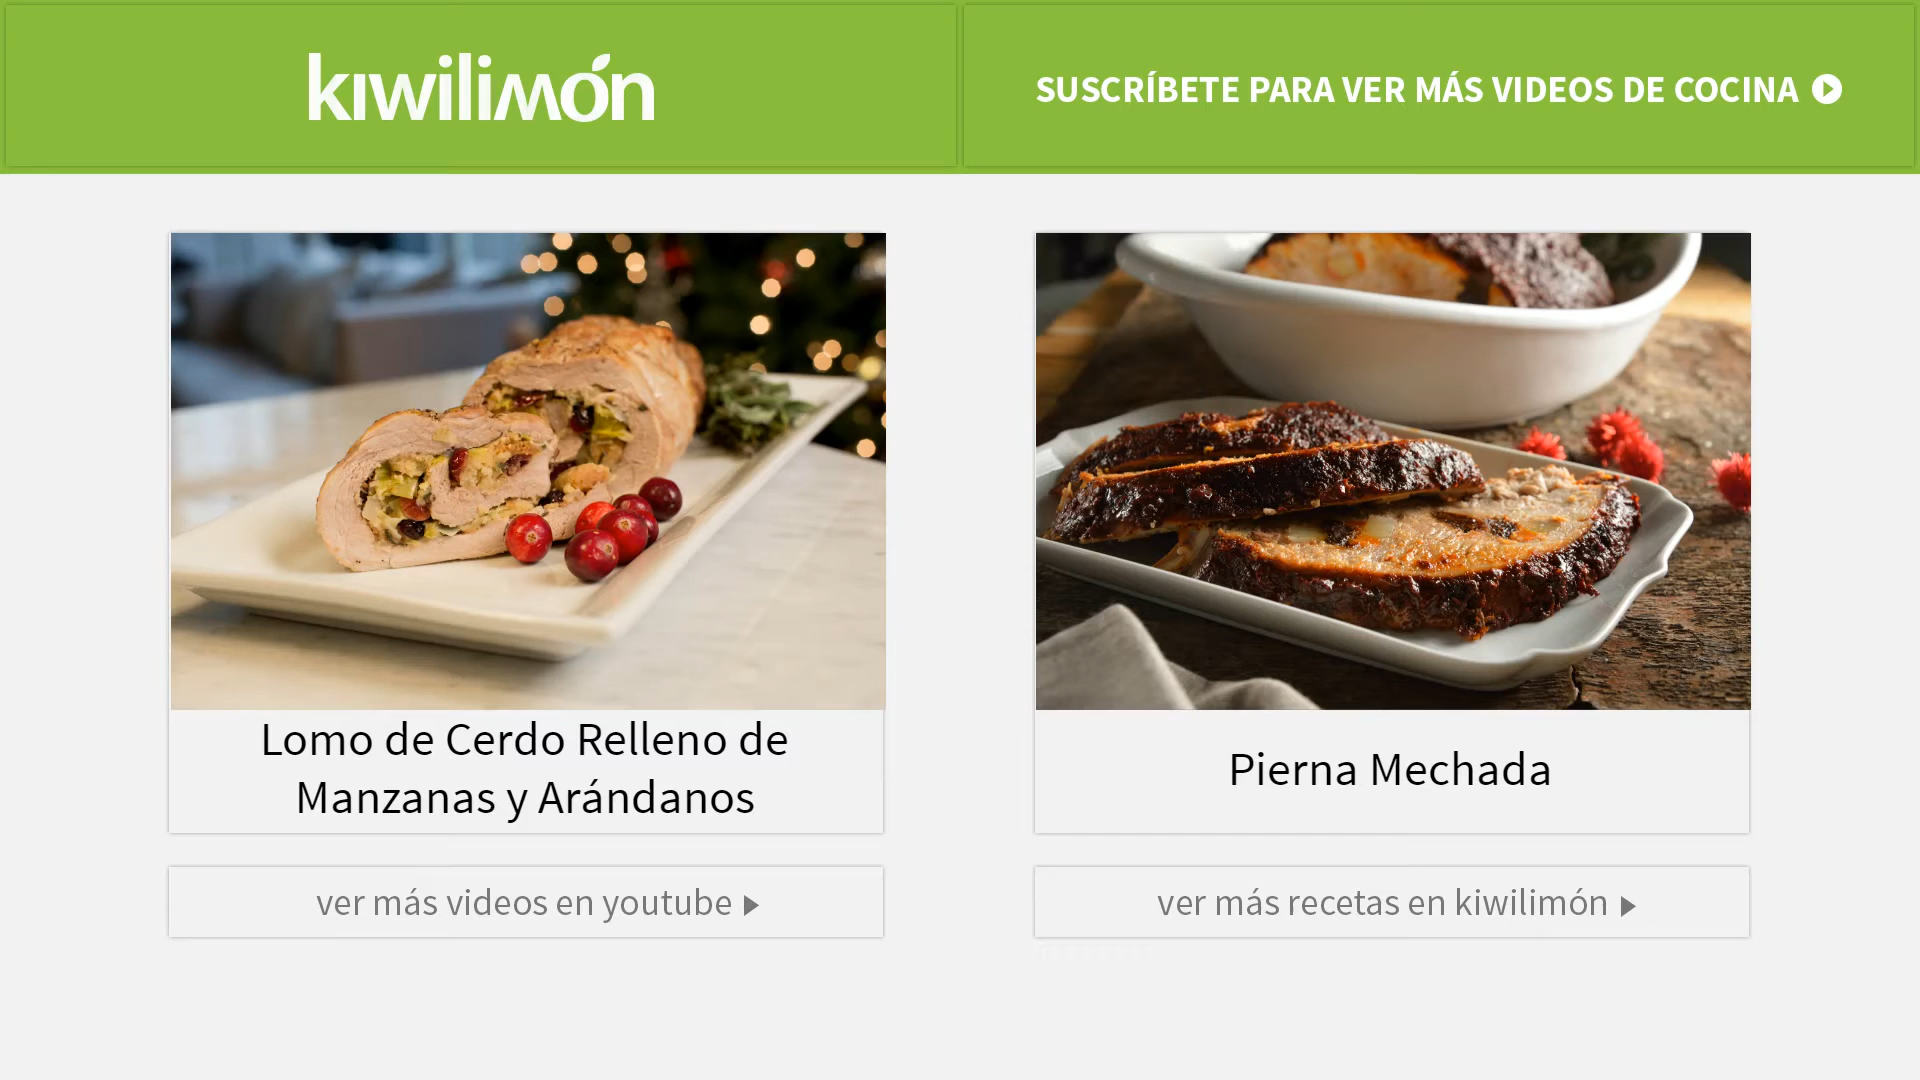 kiwilimón
SUSCRÍBETE PARA VER MÁS VIDEOS DE COCINA
Lomo de Cerdo Relleno de
Manzanas y Arándanos
Pierna Mechada
ver más videos en youtube
ver más recetas en kiwilimón